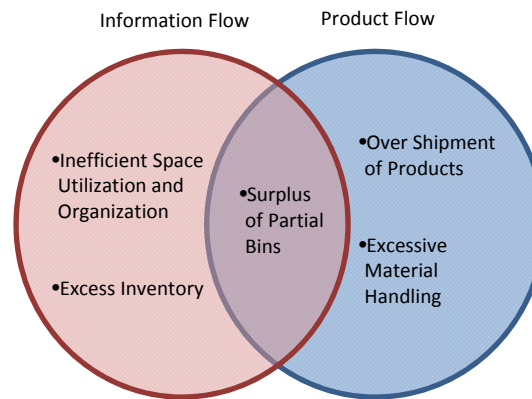 Information Flow
Product Flow
•Inefficient Space
Utilization and
Organization
•Excess Inventory
•Surplus
of Partial
Bins
•Over Shipment
of Products
•Excessive
Material
Handling